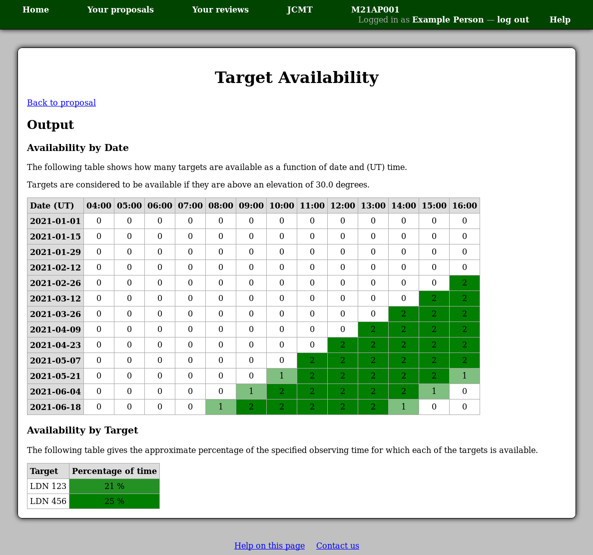 Home Your proposals Your reviews JCMT M21AP001
Logged in as Example Person — log out Help
Target Availability
Back to proposal
Output
Availability by Date
The following table shows how many targets are available as a function of date and (UT) time.
Targets are considered to be available if they are above an elevation of 30.0 degrees.
Date (UT) 04:00 05:00 06:00 07:00 08:00 09:00 10:00 11:00 12:00 13:00 14:00 15:00 16:00
2021-01-01 0 0 0 0 0 0 0 0 0 0 0 0 0
2021-01-15 0 0 0 0 0 0 0 0 0 0 0 0 0
2021-01-29 0 0 0 0 0 0 0 0 0 0 0 0 0
2021-02-12 0 0 0 0 0 0 0 0 0 0 0 0 0
2021-02-26 0 0 0 0 0 0 0 0 0 0 0 0 2
2021-03-12 0 0 0 0 0 0 0 0 0 0 0 2 2
2021-03-26 0 0 0 0 0 0 0 0 0 0 2 2 2
2021-04-09 0 0 0 0 0 0 0 0 0 2 2 2 2
2021-04-23 0 0 0 0 0 0 0 0 2 2 2 2 2
2021-05-07 0 0 0 0 0 0 0 2 2 2 2 2 2
2021-05-21 0 0 0 0 0 0 1 2 2 2 2 2 1
2021-06-04 0 0 0 0 0 1 2 2 2 2 2 1 0
2021-06-18 0 0 0 0 1 2 2 2 2 2 1 0 0
Availability by Target
The following table gives the approximate percentage of the specified observing time for which each of the targets is available.
Target Percentage of time
LDN 123 21 %
LDN 456 25 %
Help on this page Contact us